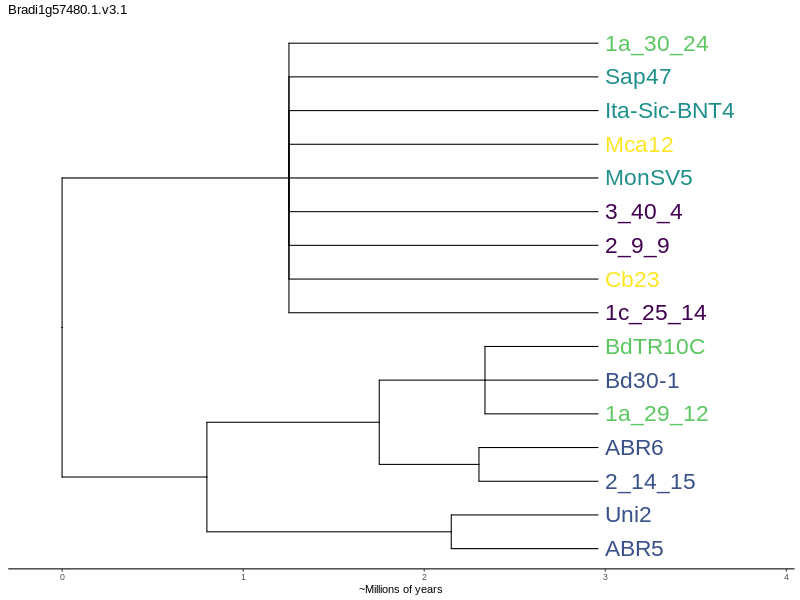 Bradi1g57480.1.v3.1
1a_30_24
Sap47
Ita-Sic-BNT4
Mca12
MonSV5
3_40_4
2_9_9
Cb23
1c_25_14
BdTR10C
Bd30-1
1a_29_12
ABR6
2_14_15
Uni2
ABR5
0 1 2 3 4
~Millions of years